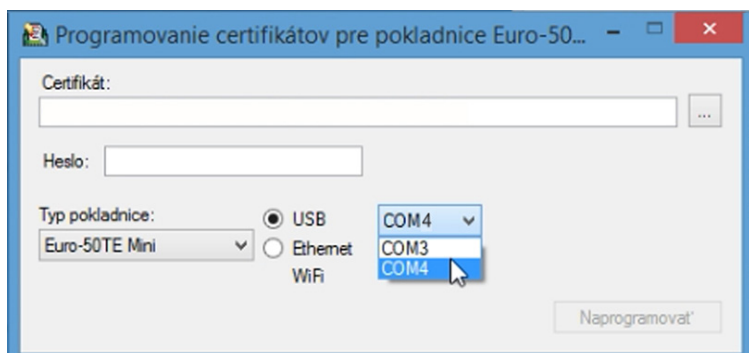 Programovanie certifikátov pre pokladnice Euro-50...
Certifikát:
...
Heslo:
Typ pokladnice:
Euro-50TE Mini
USB
Ethernet
WiFi
COM4
COM3
COM4
Naprogramovať